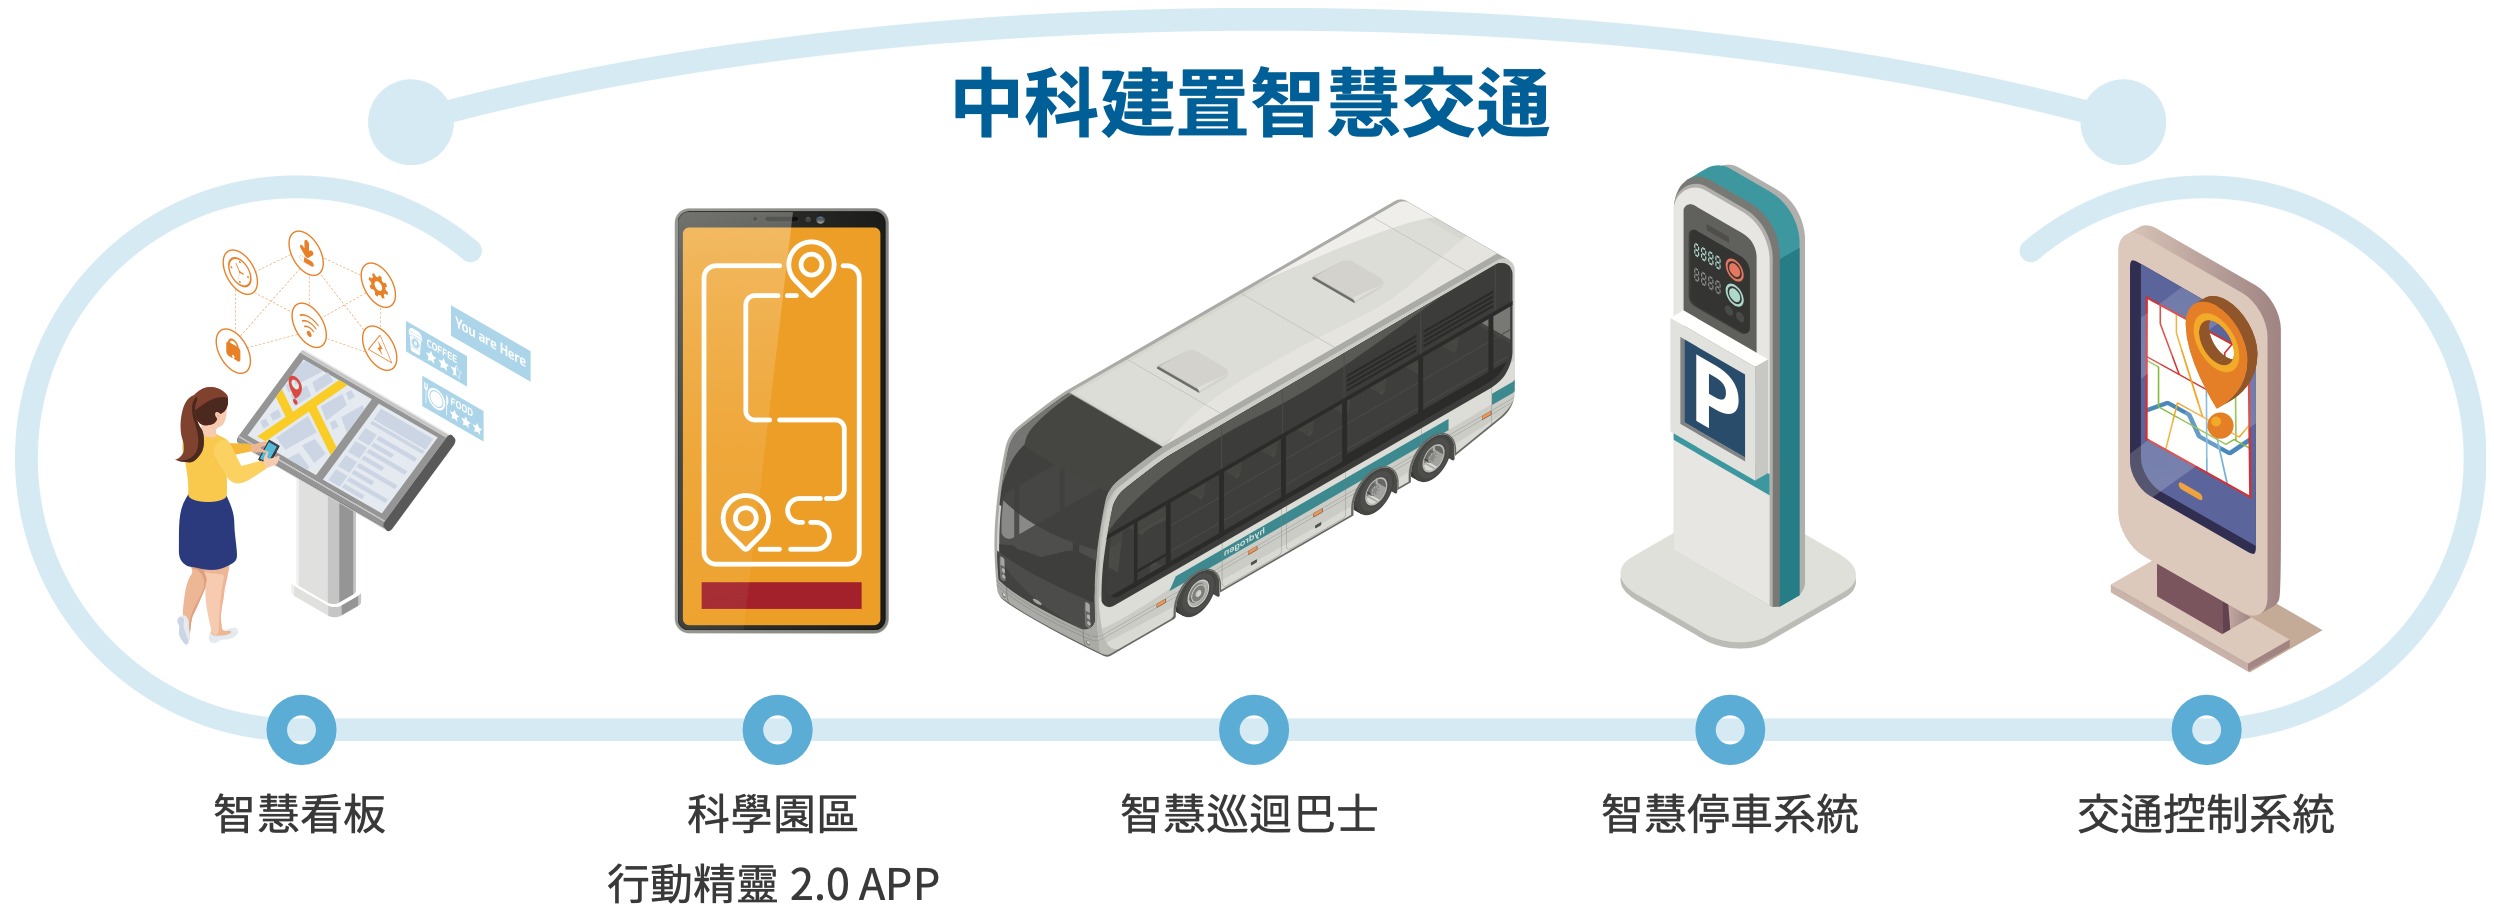 中科建置智慧交通
You are Here
COFFEE
FOOD
8888
8888
P
hydrogen
智慧看板
科學園區
行動精靈 2.0 APP
智慧巡迴巴士
智慧停車系統
交通控制系統